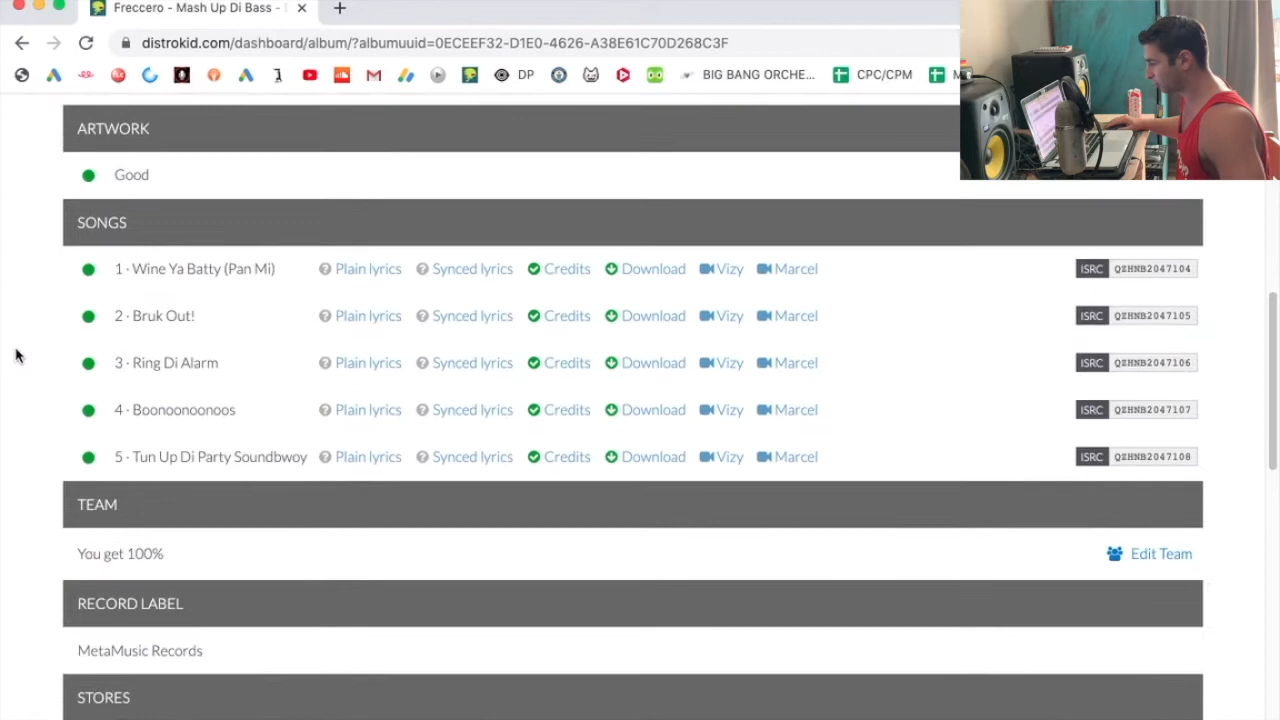 Freccero - Mash Up Di Bass -
distrokid.com/dashboard/album/?albumuuid=0ECEEF32-D1E0-4626-A38E61C70D268C3F
DP BIG BANG ORCHE... CPC/CPM
ARTWORK
Good
SONGS
1 · Wine Ya Batty (Pan Mi) Plain lyrics Synced lyrics Credits Download Vizy Marcel ISRC QZHNB2047104
2 · Bruk Out! Plain lyrics Synced lyrics Credits Download Vizy Marcel ISRC QZHNB2047105
3 · Ring Di Alarm Plain lyrics Synced lyrics Credits Download Vizy Marcel ISRC QZHNB2047106
4 · Boonoonoonoos Plain lyrics Synced lyrics Credits Download Vizy Marcel ISRC QZHNB2047107
5 · Tun Up Di Party Soundbwoy Plain lyrics Synced lyrics Credits Download Vizy Marcel ISRC QZHNB2047108
TEAM
You get 100% Edit Team
RECORD LABEL
MetaMusic Records
STORES